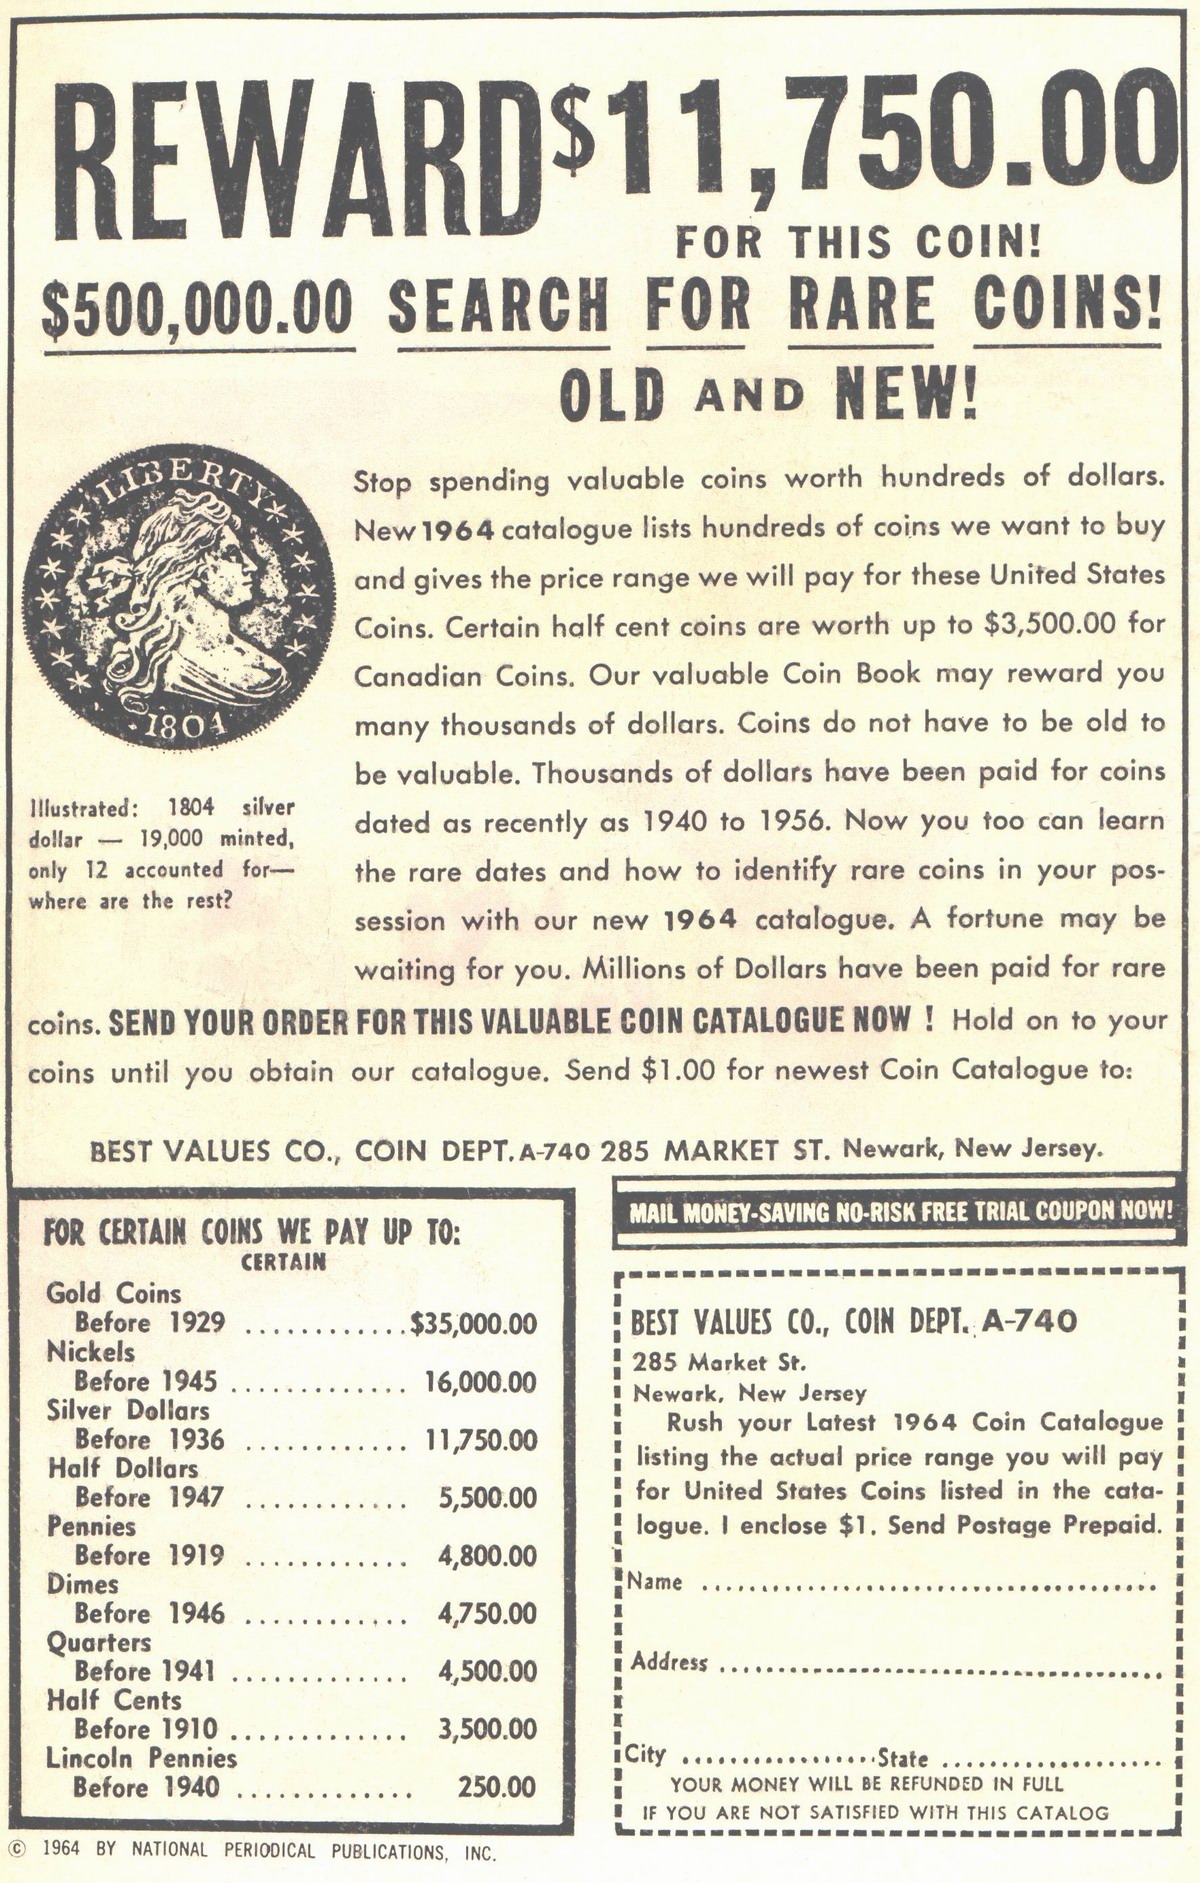 REWARD $11,750.00
FOR THIS COIN!
$500,000.00 SEARCH FOR RARE COINS!
OLD AND NEW!
LIBERTY
1804
Illustrated: 1804 silver
dollar — 19,000 minted,
only 12 accounted for—
where are the rest?
Stop spending valuable coins worth hundreds of dollars.
New 1964 catalogue lists hundreds of coins we want to buy
and gives the price range we will pay for these United States
Coins. Certain half cent coins are worth up to $3,500.00 for
Canadian Coins. Our valuable Coin Book may reward you
many thousands of dollars. Coins do not have to be old to
be valuable. Thousands of dollars have been paid for coins
dated as recently as 1940 to 1956. Now you too can learn
the rare dates and how to identify rare coins in your pos-
session with our new 1964 catalogue. A fortune may be
waiting for you. Millions of Dollars have been paid for rare
coins. SEND YOUR ORDER FOR THIS VALUABLE COIN CATALOGUE NOW ! Hold on to your
coins until you obtain our catalogue. Send $1.00 for newest Coin Catalogue to:
BEST VALUES CO., COIN DEPT. A-740 285 MARKET ST. Newark, New Jersey.
FOR CERTAIN COINS WE PAY UP TO:
CERTAIN
Gold Coins
Before 1929 ............$35,000.00
Nickels
Before 1945 ............. 16,000.00
Silver Dollars
Before 1936 ............ 11,750.00
Half Dollars
Before 1947 ............ 5,500.00
Pennies
Before 1919 ............ 4,800.00
Dimes
Before 1946 ............ 4,750.00
Quarters
Before 1941 ............. 4,500.00
Half Cents
Before 1910 ............. 3,500.00
Lincoln Pennies
Before 1940 ............. 250.00
MAIL MONEY-SAVING NO-RISK FREE TRIAL COUPON NOW!
BEST VALUES CO., COIN DEPT. A-740
285 Market St.
Newark, New Jersey
Rush your Latest 1964 Coin Catalogue
listing the actual price range you will pay
for United States Coins listed in the cata-
logue. I enclose $1. Send Postage Prepaid.
Name ........................................
Address ........................................
City .................State ....................
YOUR MONEY WILL BE REFUNDED IN FULL
IF YOU ARE NOT SATISFIED WITH THIS CATALOG
© 1964 BY NATIONAL PERIODICAL PUBLICATIONS, INC.